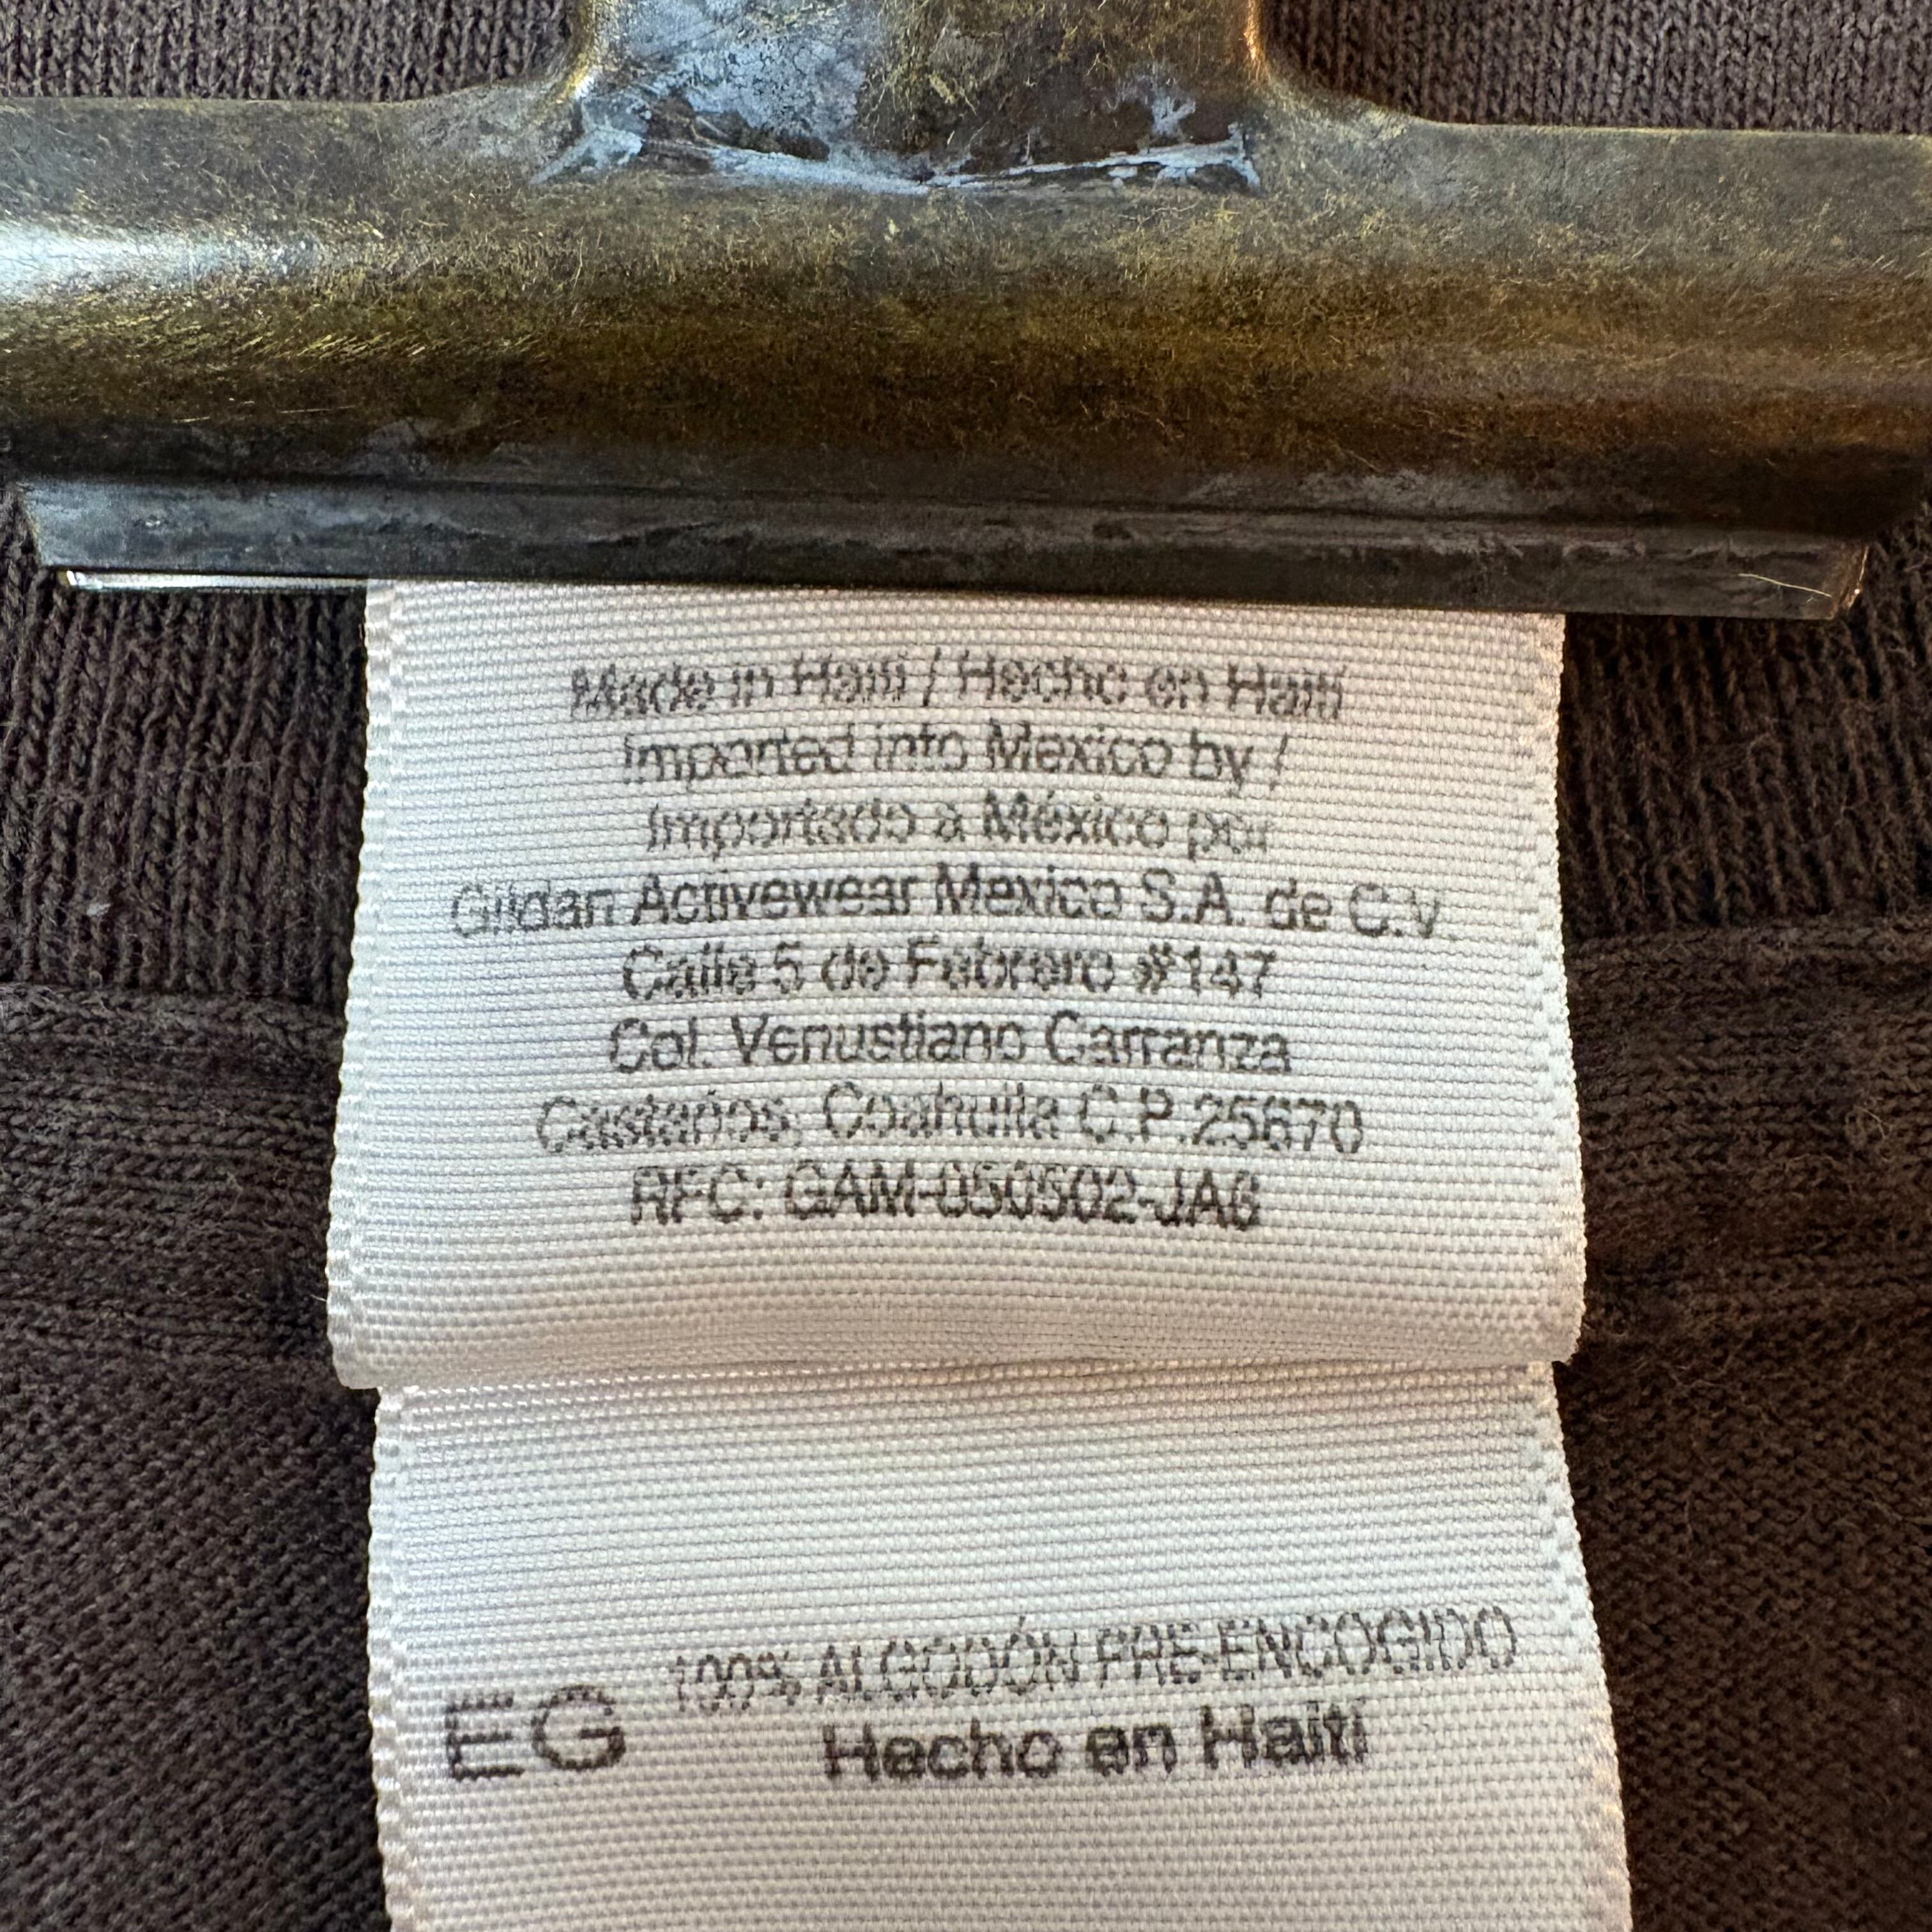 Made in Haiti / Hecho en Haití
Imported into Mexico by /
Importado a México por
Gildan Activewear Mexico S.A. de C.V.
Calle 5 de Febrero #147
Col. Venustiano Carranza
Castaños, Coahuila C.P.25670
RFC: GAM-050502-JA6
100% ALGODÓN PRE-ENCOGIDO
EG Hecho en Haití